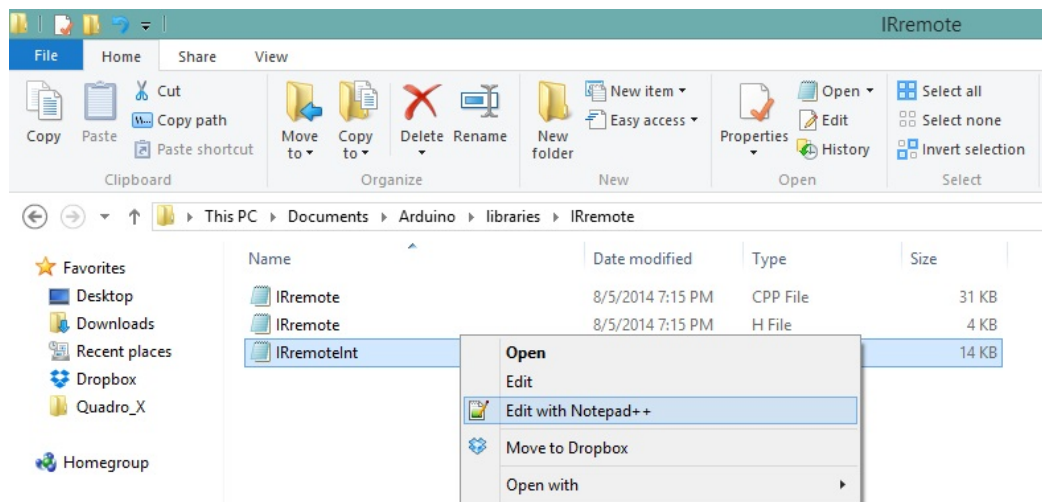 IRremote
File Home Share View
Copy
Paste
Cut
Copy path
Paste shortcut
Clipboard
Move to
Copy to
Delete
Rename
Organize
New folder
New item
Easy access
New
Properties
Open
Edit
History
Open
Select all
Select none
Invert selection
Select
This PC Documents Arduino libraries IRremote
Favorites
Desktop
Downloads
Recent places
Dropbox
Quadro_X
Homegroup
Name Date modified Type Size
IRremote 8/5/2014 7:15 PM CPP File 31 KB
IRremote 8/5/2014 7:15 PM H File 4 KB
IRremoteInt 14 KB
Open
Edit
Edit with Notepad++
Move to Dropbox
Open with